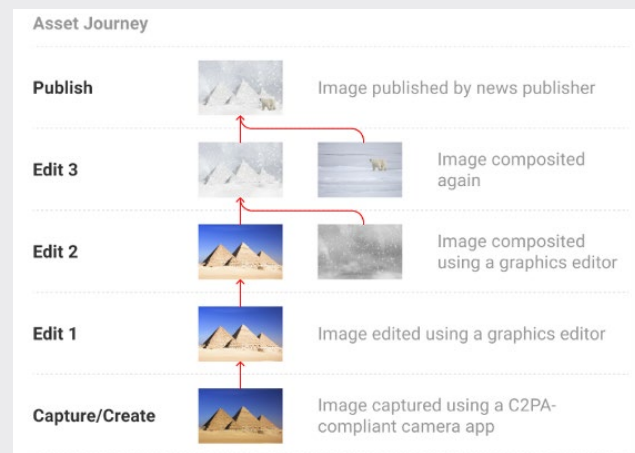 Asset Journey
Publish
Image published by news publisher
Edit 3
Image composited
again
Edit 2
Image composited
using a graphics editor
Edit 1
Image edited using a graphics editor
Capture/Create
Image captured using a C2PA-
compliant camera app